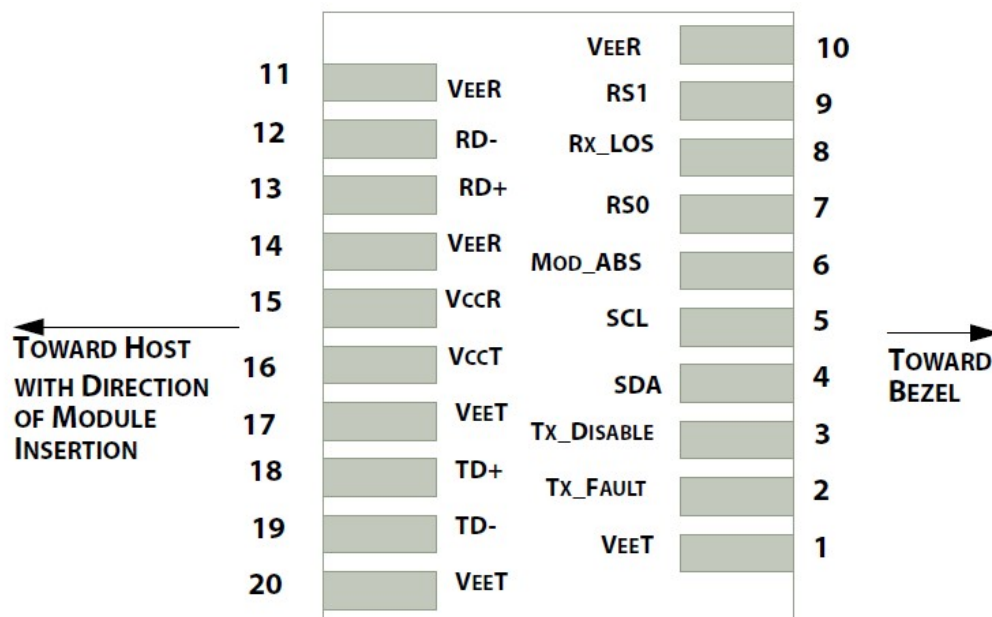 11 VEER
12 RD-
13 RD+
14 VEER
15 VCCR
16 VCCT
17 VEET
18 TD+
19 TD-
20 VEET
VEER 10
RS1 9
RX_LOS 8
RS0 7
MOD_ABS 6
SCL 5
SDA 4
TX_DISABLE 3
TX_FAULT 2
VEET 1
TOWARD HOST
WITH DIRECTION
OF MODULE
INSERTION
TOWARD
BEZEL